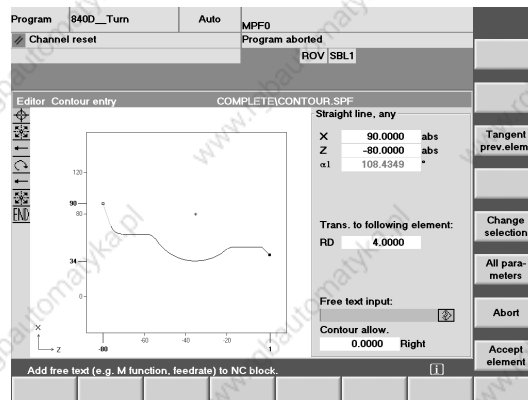 Program
840D__Turn
Auto
MPF0
Channel reset
Program aborted
ROV SBL1
Editor Contour entry
COMPLETE\CONTOUR.SPF
Straight line, any
X 90.0000 abs
Z -80.0000 abs
α1 108.4349 °
Trans. to following element:
RD 4.0000
Free text input:
Contour allow.
0.0000 Right
END
120
90
80
34
0
X
Z
-80
-60
-40
-20
1
Tangent
prev.elem
Change
selection
All para-
meters
Abort
Accept
element
Add free text (e.g. M function, feedrate) to NC block.
i